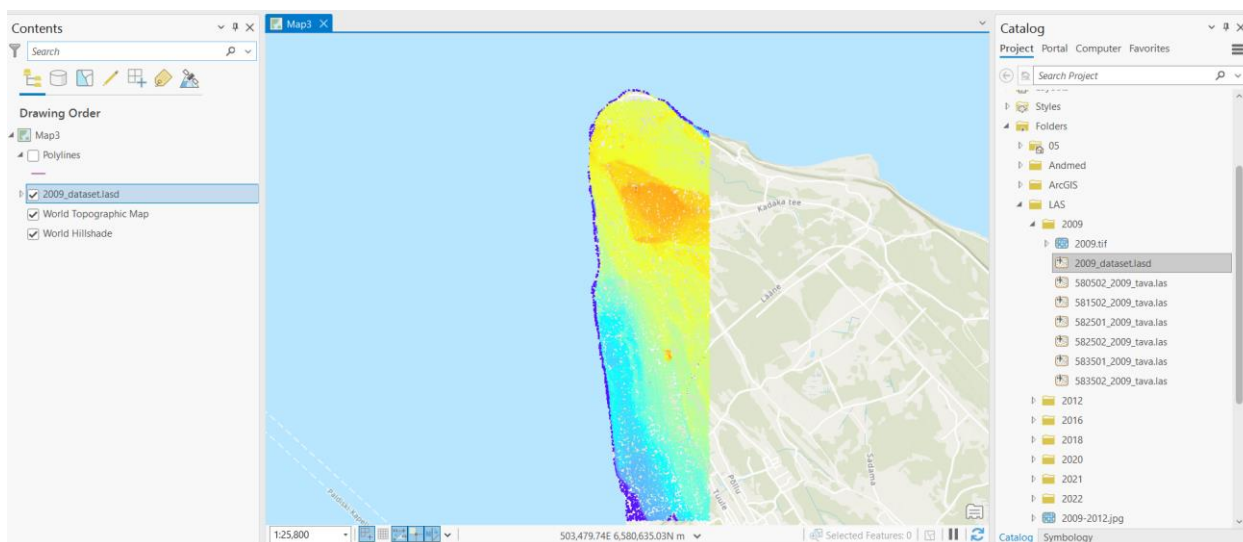 Contents
Search
Drawing Order
Map3
Polylines
2009_dataset.lasd
World Topographic Map
World Hillshade
Map3
Kadaka tee
Lääne
Sadama
Põllu
Tuule
1:25,800
503,479.74E 6,580,635.03N m
Selected Features: 0
Catalog
Project Portal Computer Favorites
Search Project
Layouts
Styles
Folders
05
Andmed
ArcGIS
LAS
2009
2009.tif
2009_dataset.lasd
580502_2009_tava.las
581502_2009_tava.las
582501_2009_tava.las
582502_2009_tava.las
583501_2009_tava.las
583502_2009_tava.las
2012
2016
2018
2020
2021
2022
2009-2012.jpg
Catalog Symbology